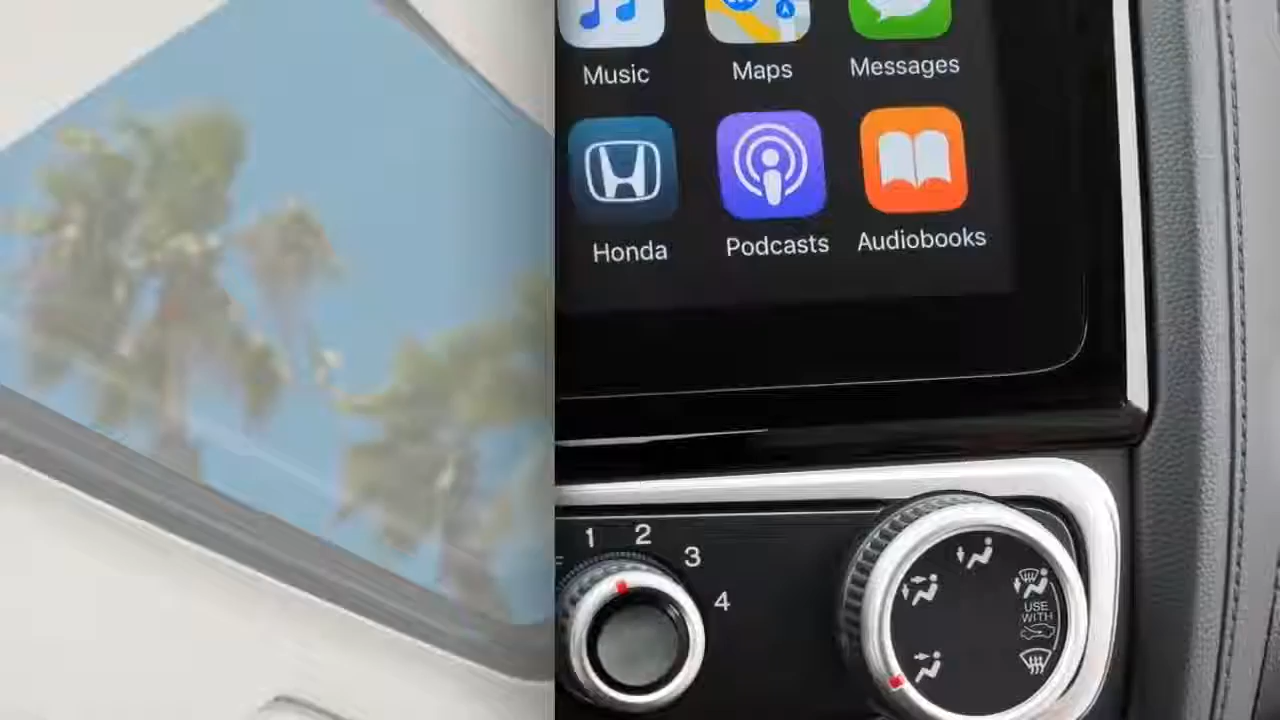 Music
Maps
Messages
Honda
Podcasts
Audiobooks
1
2
3
4
USE
WITH